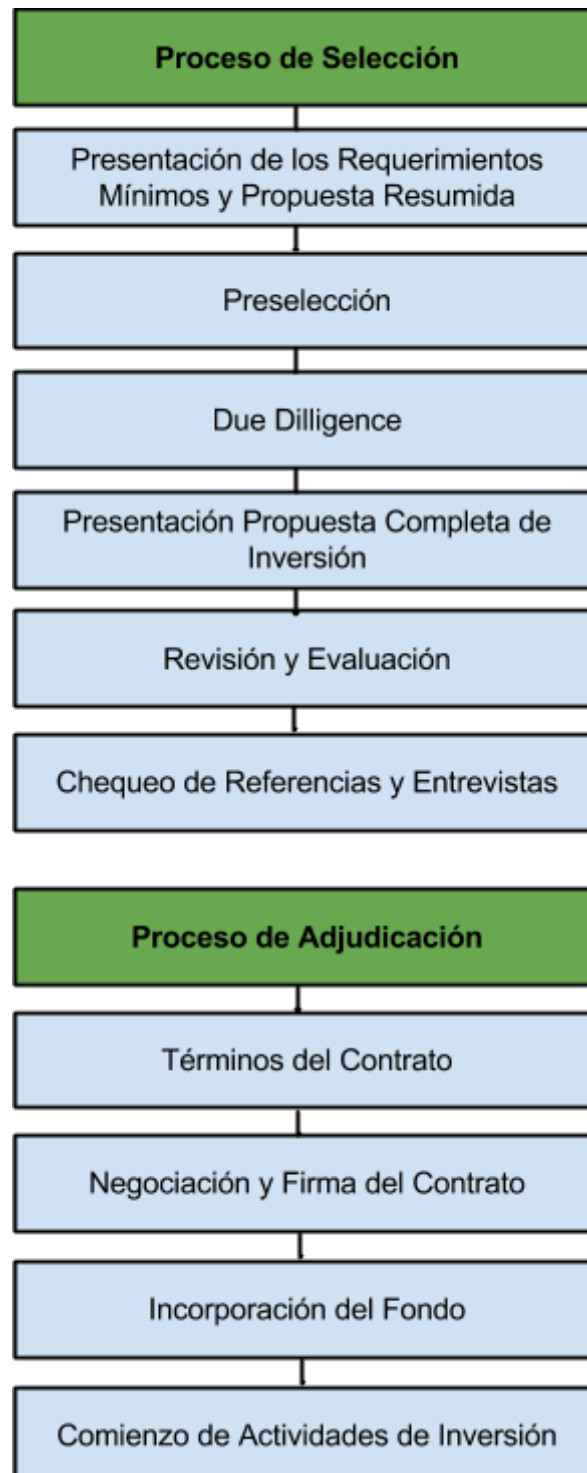 Proceso de Selección
Presentación de los Requerimientos
Mínimos y Propuesta Resumida
Preselección
Due Dilligence
Presentación Propuesta Completa de
Inversión
Revisión y Evaluación
Chequeo de Referencias y Entrevistas
Proceso de Adjudicación
Términos del Contrato
Negociación y Firma del Contrato
Incorporación del Fondo
Comienzo de Actividades de Inversión